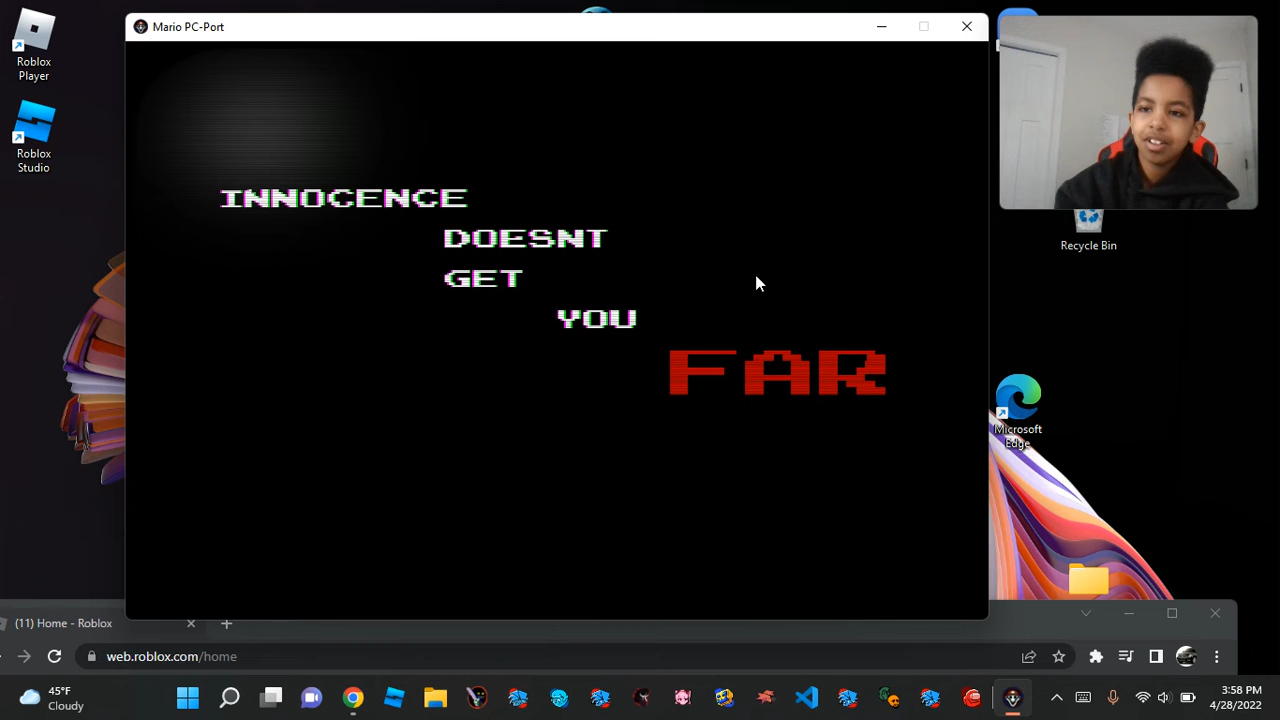 Mario PC-Port
Roblox
Player
Roblox
Studio
INNOCENCE
DOESNT
GET
YOU
FAR
Recycle Bin
Microsoft
Edge
(11) Home - Roblox
web.roblox.com/home
45°F
Cloudy
3:58 PM
4/28/2022